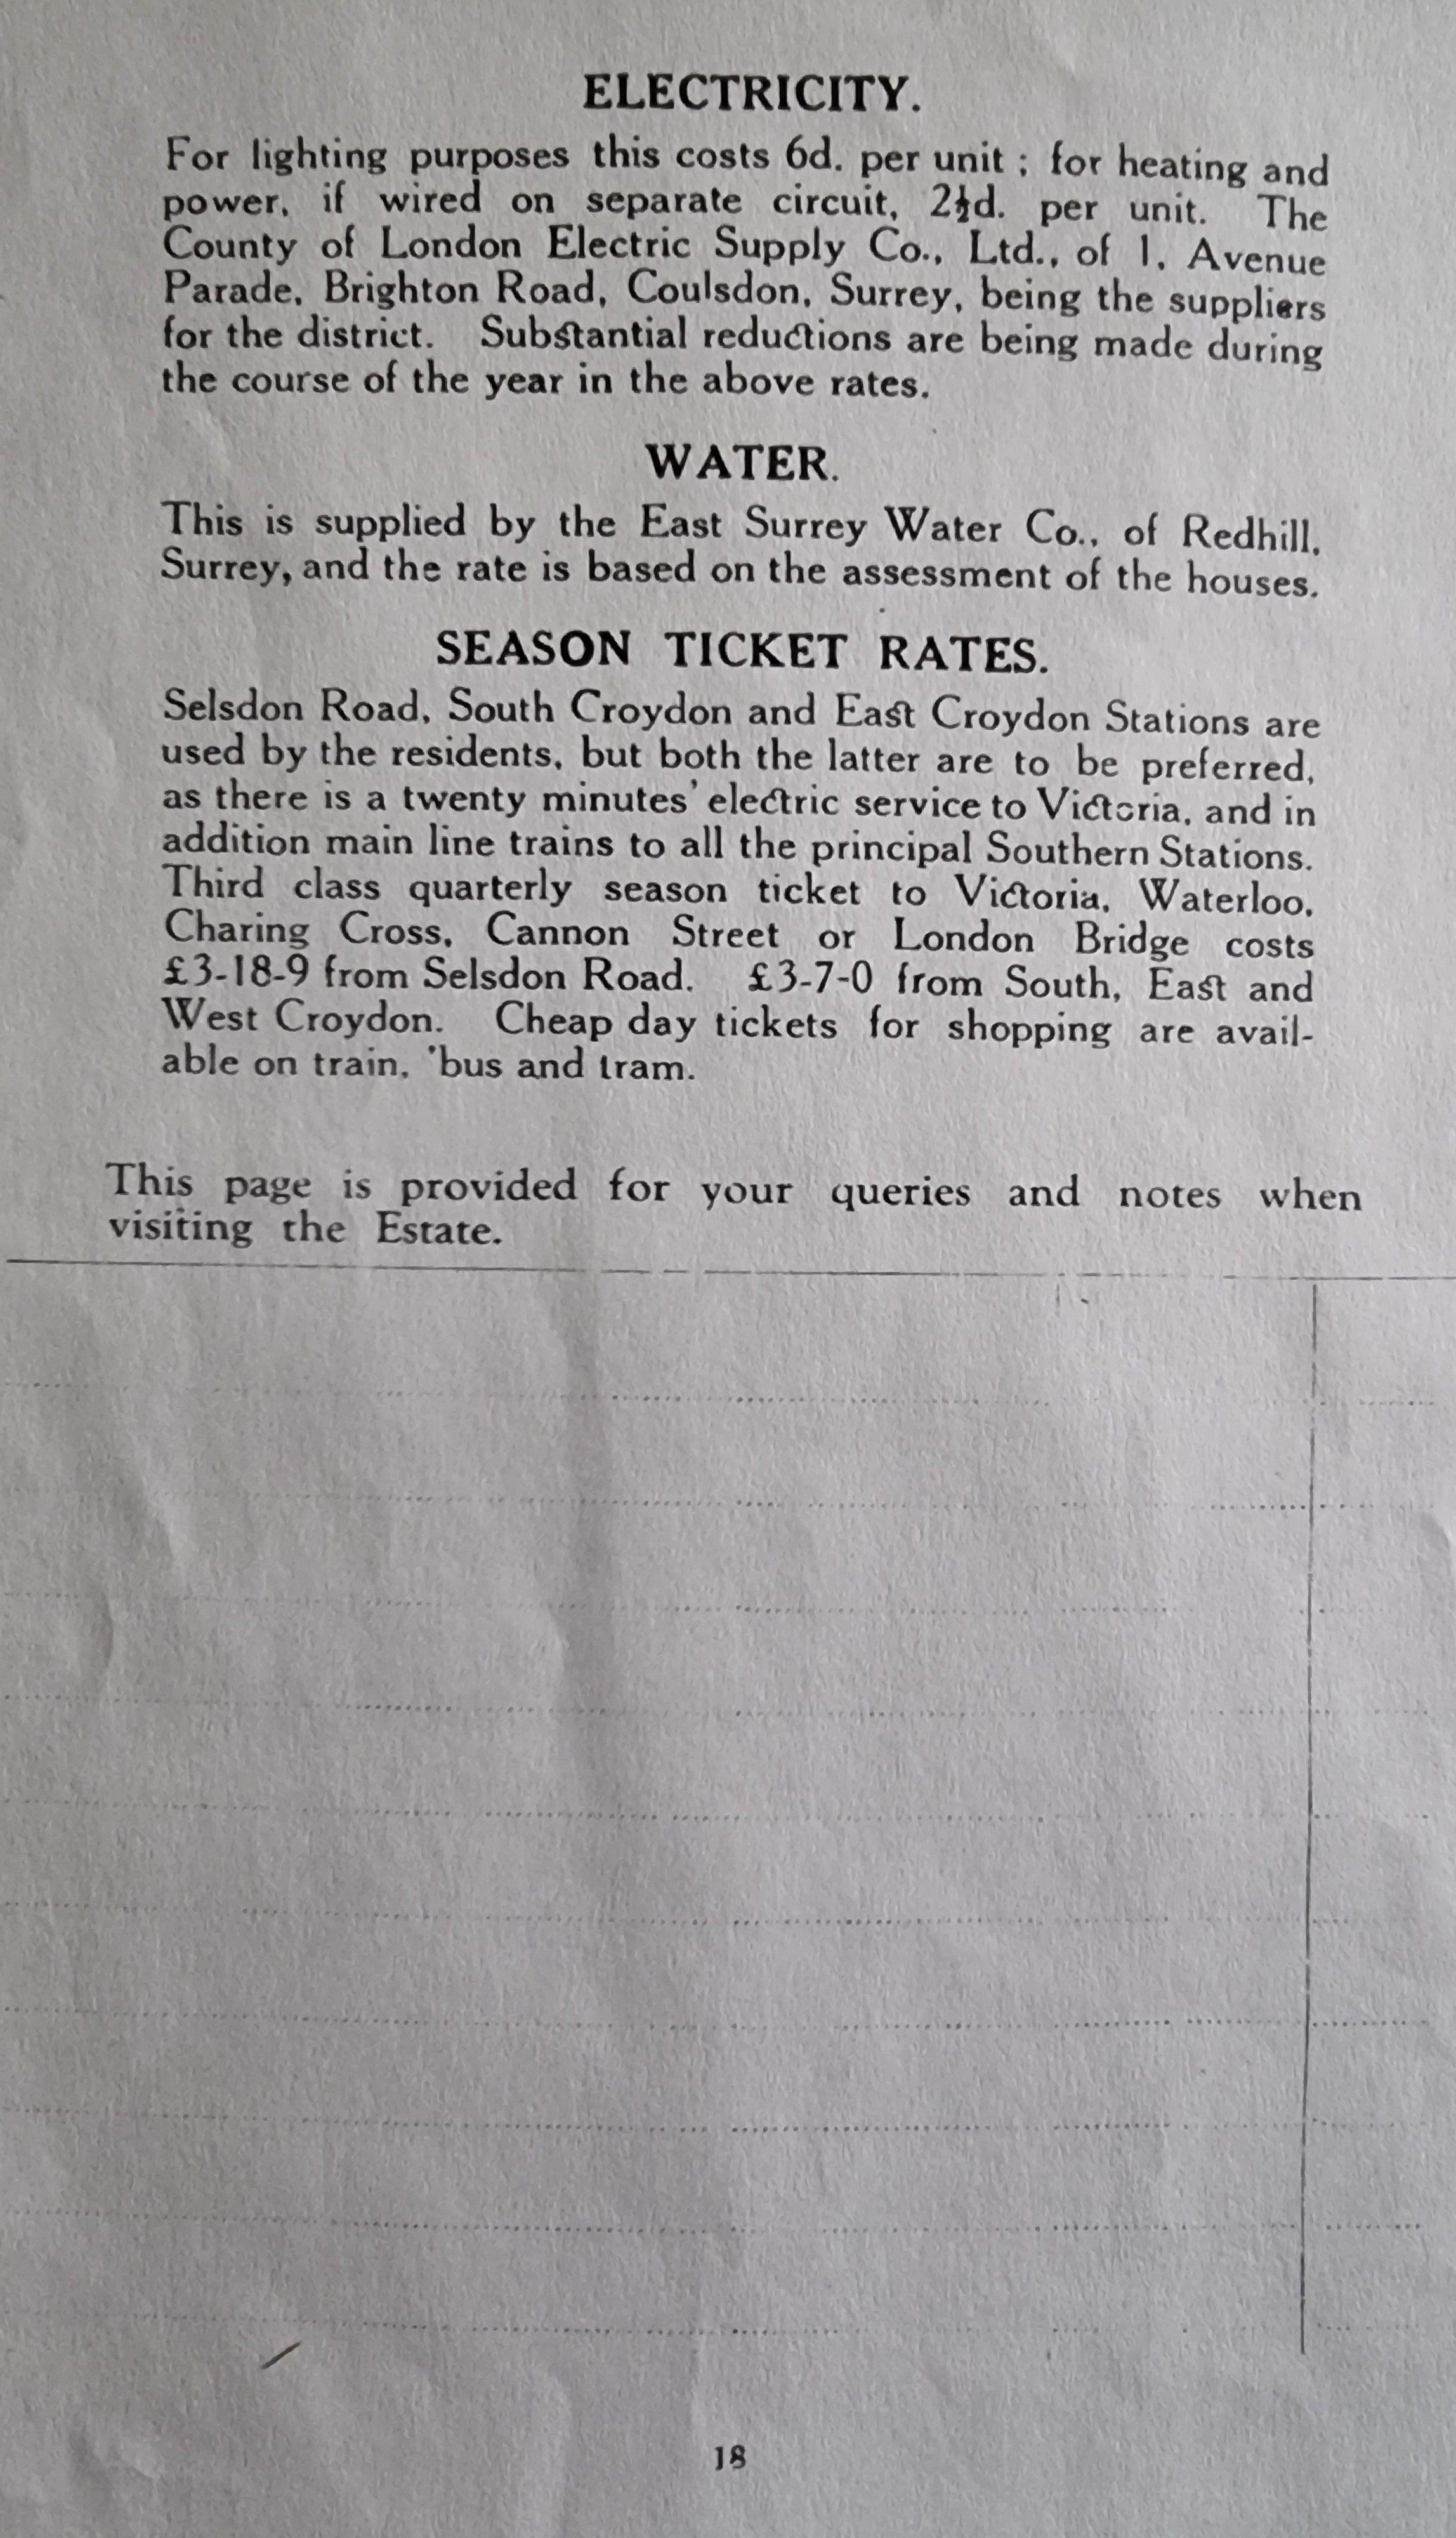 ELECTRICITY.
For lighting purposes this costs 6d. per unit ; for heating and
power, if wired on separate circuit, 2½d. per unit. The
County of London Electric Supply Co., Ltd., of 1, Avenue
Parade, Brighton Road, Coulsdon, Surrey, being the suppliers
for the district. Substantial reductions are being made during
the course of the year in the above rates.
WATER.
This is supplied by the East Surrey Water Co., of Redhill,
Surrey, and the rate is based on the assessment of the houses.
SEASON TICKET RATES.
Selsdon Road, South Croydon and East Croydon Stations are
used by the residents, but both the latter are to be preferred,
as there is a twenty minutes' electric service to Victoria, and in
addition main line trains to all the principal Southern Stations.
Third class quarterly season ticket to Victoria, Waterloo,
Charing Cross, Cannon Street or London Bridge costs
£3-18-9 from Selsdon Road. £3-7-0 from South, East and
West Croydon. Cheap day tickets for shopping are avail-
able on train, 'bus and tram.
This page is provided for your queries and notes when
visiting the Estate.
18